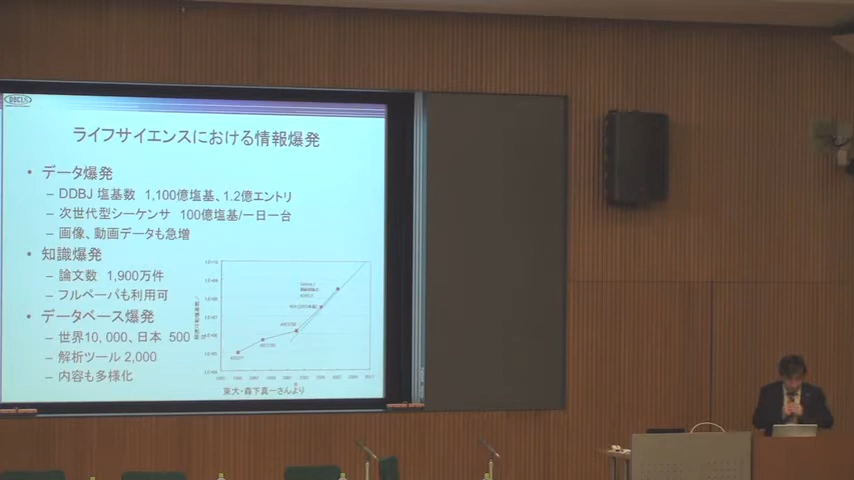 DBCLS
ライフサイエンスにおける情報爆発
• データ爆発
– DDBJ 塩基数 1,100億塩基、1.2億エントリ
– 次世代型シーケンサ 100億塩基/一日一台
– 画像、動画データも急増
• 知識爆発
– 論文数 1,900万件
– フルペーパも利用可
• データベース爆発
– 世界10,000、日本 500
– 解析ツール 2,000
– 内容も多様化
東大・森下真一さんより